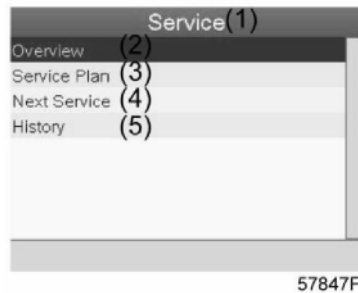 Service(1)
Overview (2)
Service Plan (3)
Next Service (4)
History (5)
57847F